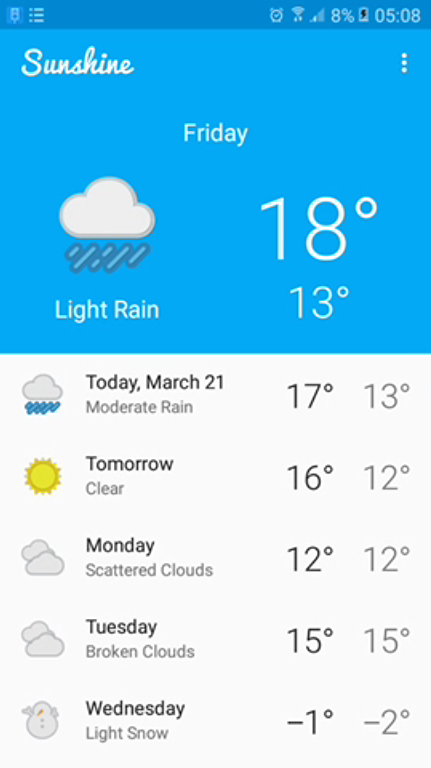 8% 05:08
Sunshine
Friday
18°
13°
Light Rain
Today, March 21
Moderate Rain
17° 13°
Tomorrow
Clear
16° 12°
Monday
Scattered Clouds
12° 12°
Tuesday
Broken Clouds
15° 15°
Wednesday
Light Snow
–1° –2°